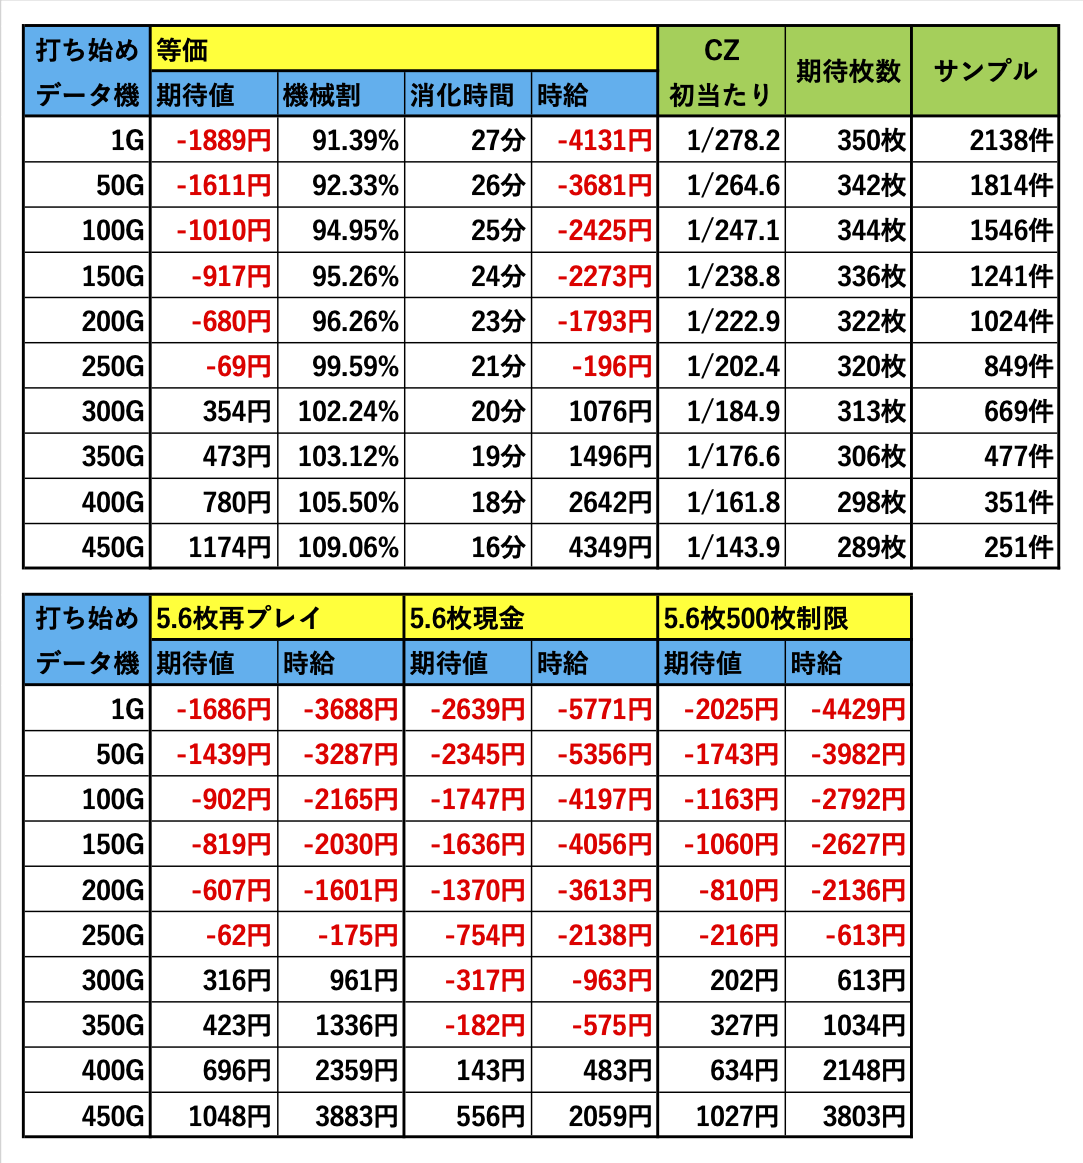 打ち始め 等価 CZ 期待枚数 サンプル
データ機 期待値 機械割 消化時間 時給 初当たり
1G -1889円 91.39% 27分 -4131円 1/278.2 350枚 2138件
50G -1611円 92.33% 26分 -3681円 1/264.6 342枚 1814件
100G -1010円 94.95% 25分 -2425円 1/247.1 344枚 1546件
150G -917円 95.26% 24分 -2273円 1/238.8 336枚 1241件
200G -680円 96.26% 23分 -1793円 1/222.9 322枚 1024件
250G -69円 99.59% 21分 -196円 1/202.4 320枚 849件
300G 354円 102.24% 20分 1076円 1/184.9 313枚 669件
350G 473円 103.12% 19分 1496円 1/176.6 306枚 477件
400G 780円 105.50% 18分 2642円 1/161.8 298枚 351件
450G 1174円 109.06% 16分 4349円 1/143.9 289枚 251件
打ち始め 5.6枚再プレイ 5.6枚現金 5.6枚500枚制限
データ機 期待値 時給 期待値 時給 期待値 時給
1G -1686円 -3688円 -2639円 -5771円 -2025円 -4429円
50G -1439円 -3287円 -2345円 -5356円 -1743円 -3982円
100G -902円 -2165円 -1747円 -4197円 -1163円 -2792円
150G -819円 -2030円 -1636円 -4056円 -1060円 -2627円
200G -607円 -1601円 -1370円 -3613円 -810円 -2136円
250G -62円 -175円 -754円 -2138円 -216円 -613円
300G 316円 961円 -317円 -963円 202円 613円
350G 423円 1336円 -182円 -575円 327円 1034円
400G 696円 2359円 143円 483円 634円 2148円
450G 1048円 3883円 556円 2059円 1027円 3803円